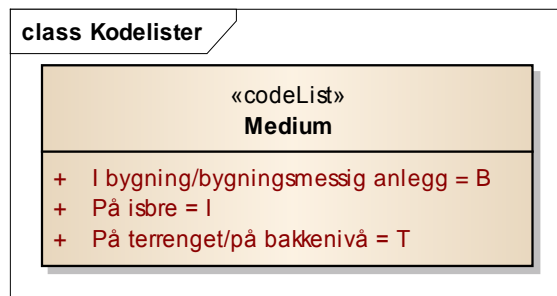 class Kodelister
«codeList»
Medium
+ I bygning/bygningsmessig anlegg = B
+ På isbre = I
+ På terrenget/på bakkenivå = T